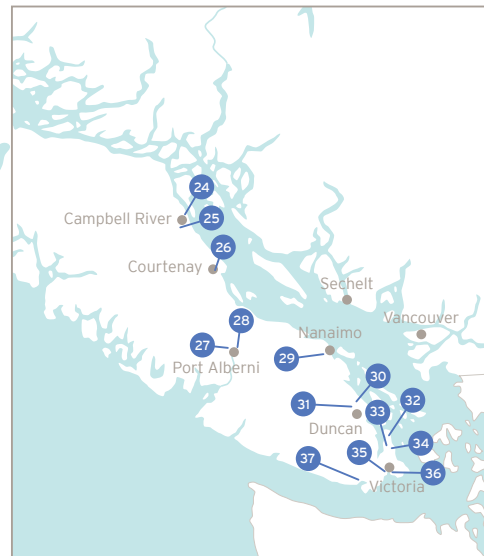 24
Campbell River
25
26
Courtenay
Sechelt
28
Vancouver
Nanaimo
27
29
Port Alberni
30
31
33
32
Duncan
34
35
37
36
Victoria